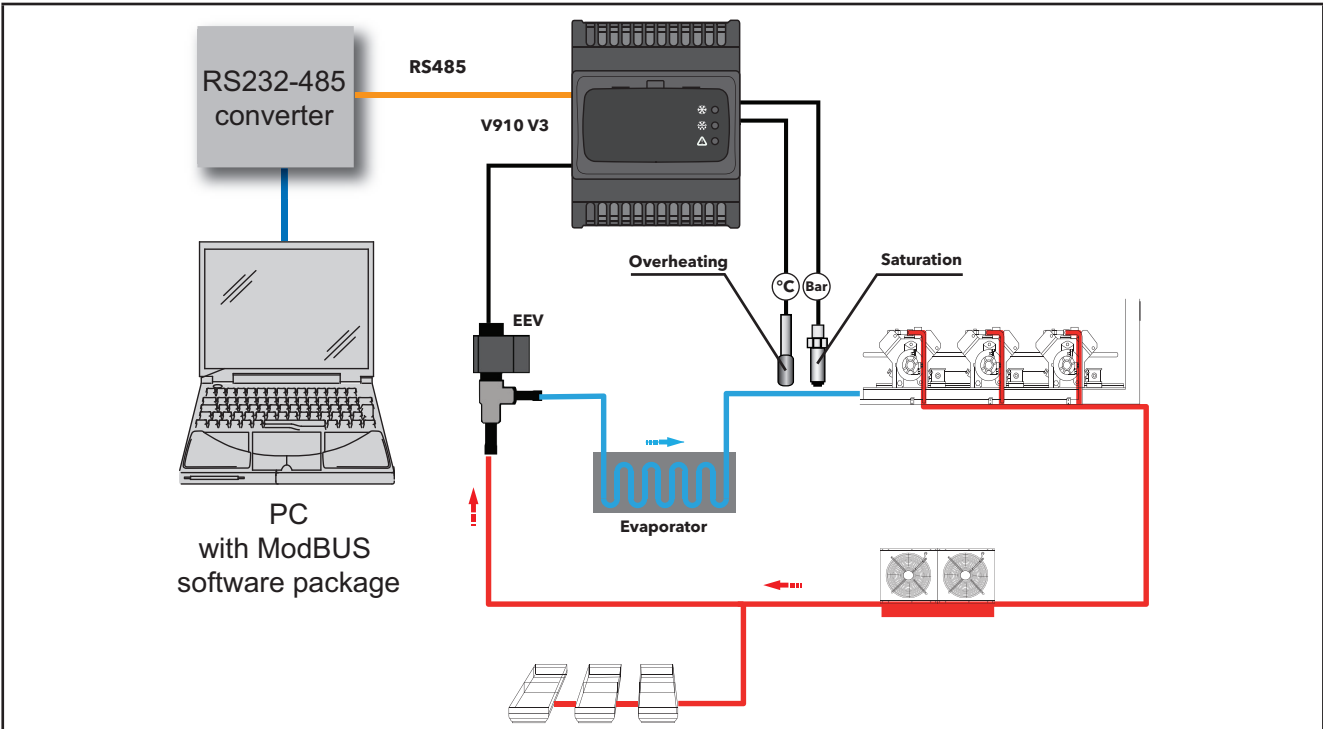 RS232-485
converter
RS485
V910 V3
Overheating
Saturation
°C
Bar
EEV
Evaporator
PC
with ModBUS
software package